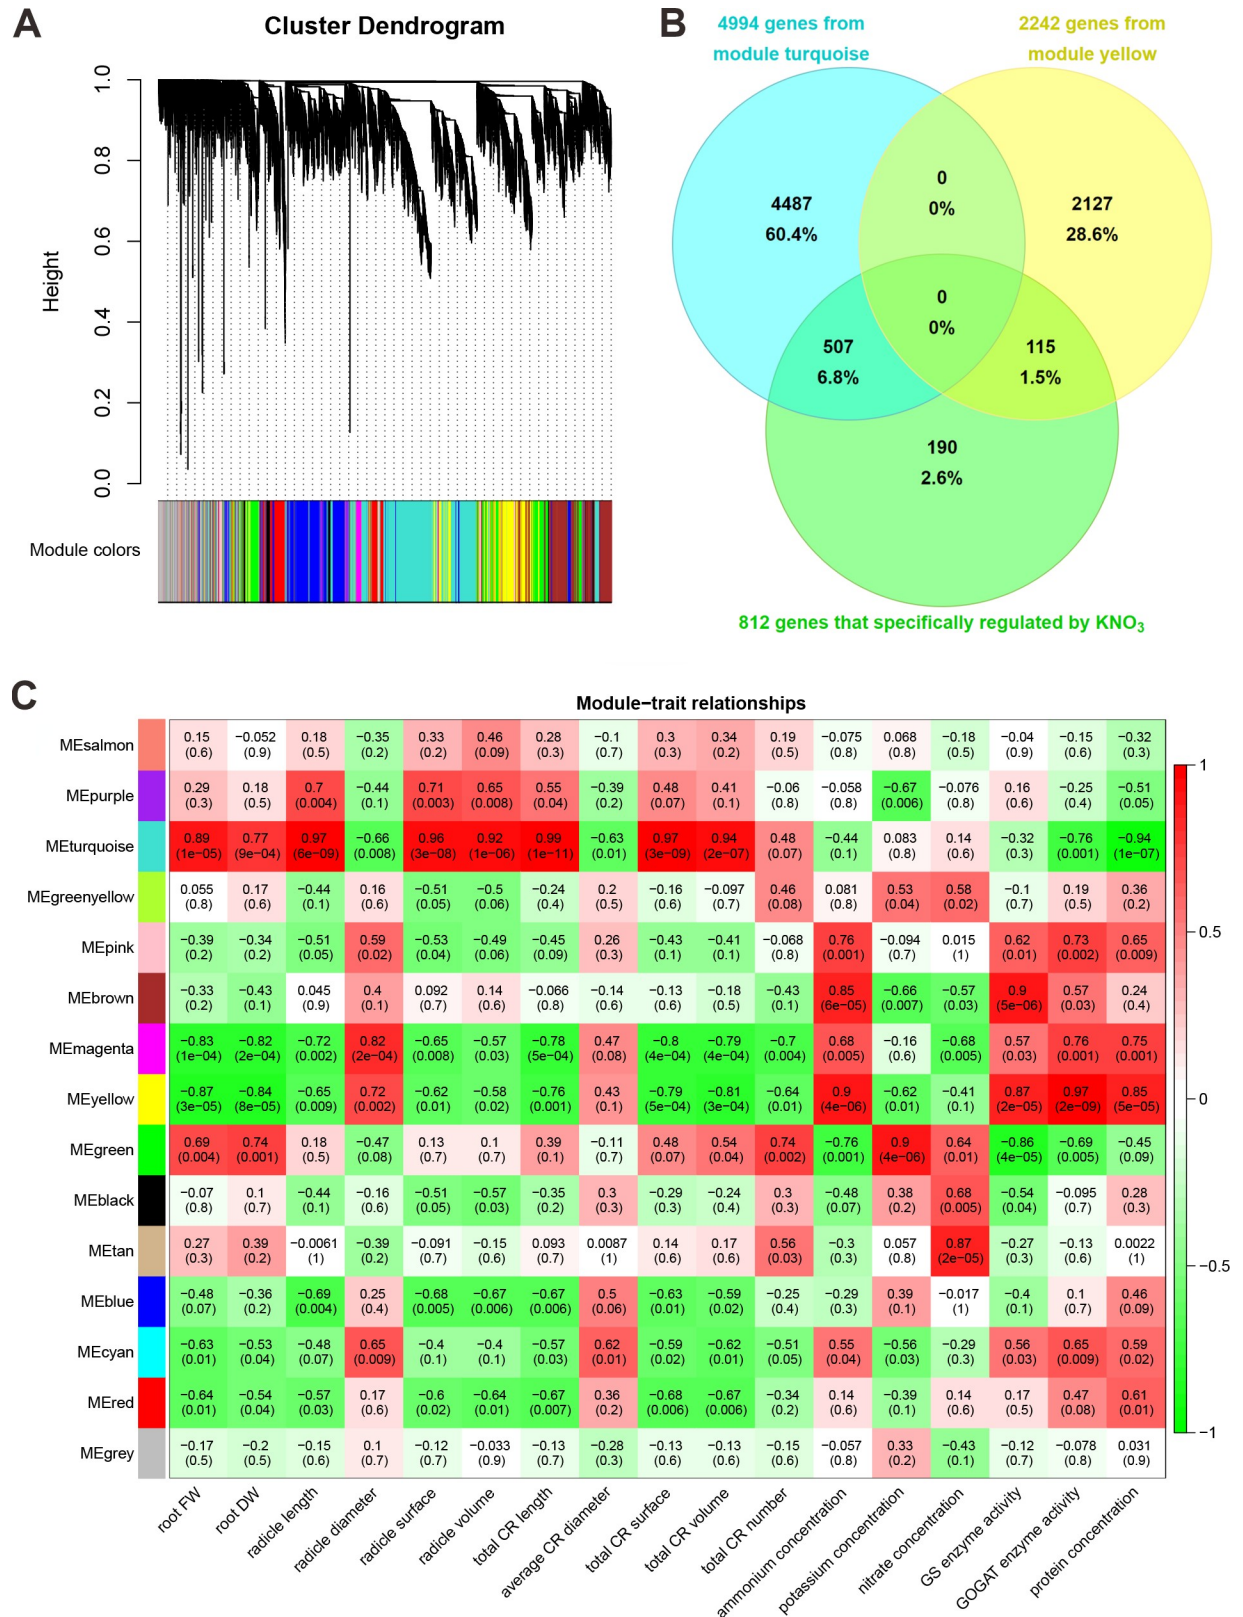 A
Cluster Dendrogram
1.0
0.8
0.6
0.4
0.2
0.0
Height
Module colors
B
4994 genes from
module turquoise
2242 genes from
module yellow
0
0%
4487
60.4%
2127
28.6%
0
0%
507
6.8%
115
1.5%
190
2.6%
812 genes that specifically regulated by KNO₃
C
Module−trait relationships
MEsalmon 0.15 −0.052 0.18 −0.35 0.33 0.46 0.28 −0.1 0.3 0.34 0.19 −0.075 0.068 −0.18 −0.04 −0.15 −0.32
(0.6) (0.9) (0.5) (0.2) (0.2) (0.09) (0.3) (0.7) (0.3) (0.2) (0.5) (0.8) (0.8) (0.5) (0.9) (0.6) (0.3)
MEpurple 0.29 0.18 0.7 −0.44 0.71 0.65 0.55 −0.39 0.48 0.41 −0.06 −0.058 −0.67 −0.076 0.16 −0.25 −0.51
(0.3) (0.5) (0.004) (0.1) (0.003) (0.008) (0.04) (0.2) (0.07) (0.1) (0.8) (0.8) (0.006) (0.8) (0.6) (0.4) (0.05)
MEturquoise 0.89 0.77 0.97 −0.66 0.96 0.92 0.99 −0.63 0.97 0.94 0.48 −0.44 0.083 0.14 −0.32 −0.76 −0.94
(1e−05) (9e−04) (6e−09) (0.008) (3e−08) (1e−06) (1e−11) (0.01) (3e−09) (2e−07) (0.07) (0.1) (0.8) (0.6) (0.3) (0.001) (1e−07)
MEgreenyellow 0.055 0.17 −0.44 0.16 −0.51 −0.5 −0.24 0.2 −0.16 −0.097 0.46 0.081 0.53 0.58 −0.1 0.19 0.36
(0.8) (0.6) (0.1) (0.6) (0.05) (0.06) (0.4) (0.5) (0.6) (0.7) (0.08) (0.8) (0.04) (0.02) (0.7) (0.5) (0.2)
MEpink −0.39 −0.34 −0.51 0.59 −0.53 −0.49 −0.45 0.26 −0.43 −0.41 −0.068 0.76 −0.094 0.015 0.62 0.73 0.65
(0.2) (0.2) (0.05) (0.02) (0.04) (0.06) (0.09) (0.3) (0.1) (0.1) (0.8) (0.001) (0.7) (1) (0.01) (0.002) (0.009)
MEbrown −0.33 −0.43 0.045 0.4 0.092 0.14 −0.066 −0.14 −0.13 −0.18 −0.43 0.85 −0.66 −0.57 0.9 0.57 0.24
(0.2) (0.1) (0.9) (0.1) (0.7) (0.6) (0.8) (0.6) (0.6) (0.5) (0.1) (6e−05) (0.007) (0.03) (5e−06) (0.03) (0.4)
MEmagenta −0.83 −0.82 −0.72 0.82 −0.65 −0.57 −0.78 0.47 −0.8 −0.79 −0.7 0.68 −0.16 −0.68 0.57 0.76 0.75
(1e−04) (2e−04) (0.002) (2e−04) (0.008) (0.03) (5e−04) (0.08) (4e−04) (4e−04) (0.004) (0.005) (0.6) (0.005) (0.03) (0.001) (0.001)
MEyellow −0.87 −0.84 −0.65 0.72 −0.62 −0.58 −0.76 0.43 −0.79 −0.81 −0.64 0.9 −0.62 −0.41 0.87 0.97 0.85
(3e−05) (8e−05) (0.009) (0.002) (0.01) (0.02) (0.001) (0.1) (5e−04) (3e−04) (0.01) (4e−06) (0.01) (0.1) (2e−05) (2e−09) (5e−05)
MEgreen 0.69 0.74 0.18 −0.47 0.13 0.1 0.39 −0.11 0.48 0.54 0.74 −0.76 0.9 0.64 −0.86 −0.69 −0.45
(0.004) (0.001) (0.5) (0.08) (0.7) (0.7) (0.1) (0.7) (0.07) (0.04) (0.002) (0.001) (4e−06) (0.01) (4e−05) (0.005) (0.09)
MEblack −0.07 0.1 −0.44 −0.16 −0.51 −0.57 −0.35 0.3 −0.29 −0.24 0.3 −0.48 0.38 0.68 −0.54 −0.095 0.28
(0.8) (0.7) (0.1) (0.6) (0.05) (0.03) (0.2) (0.3) (0.3) (0.4) (0.3) (0.07) (0.2) (0.005) (0.04) (0.7) (0.3)
MEtan 0.27 0.39 −0.0061 −0.39 −0.091 −0.15 0.093 0.0087 0.14 0.17 0.56 −0.3 0.057 0.87 −0.27 −0.13 0.0022
(0.3) (0.2) (1) (0.2) (0.7) (0.6) (0.7) (1) (0.6) (0.6) (0.03) (0.3) (0.8) (2e−05) (0.3) (0.6) (1)
MEblue −0.48 −0.36 −0.69 0.25 −0.68 −0.67 −0.67 0.5 −0.63 −0.59 −0.25 −0.29 0.39 −0.017 −0.4 0.1 0.46
(0.07) (0.2) (0.004) (0.4) (0.005) (0.006) (0.006) (0.06) (0.01) (0.02) (0.4) (0.3) (0.1) (1) (0.1) (0.7) (0.09)
MEcyan −0.63 −0.53 −0.48 0.65 −0.4 −0.4 −0.57 0.62 −0.59 −0.62 −0.51 0.55 −0.56 −0.29 0.56 0.65 0.59
(0.01) (0.04) (0.07) (0.009) (0.1) (0.1) (0.03) (0.01) (0.02) (0.01) (0.05) (0.04) (0.03) (0.3) (0.03) (0.009) (0.02)
MEred −0.64 −0.54 −0.57 0.17 −0.6 −0.64 −0.67 0.36 −0.68 −0.67 −0.34 0.14 −0.39 0.14 0.17 0.47 0.61
(0.01) (0.04) (0.03) (0.6) (0.02) (0.01) (0.007) (0.2) (0.006) (0.006) (0.2) (0.6) (0.1) (0.6) (0.5) (0.08) (0.01)
MEgrey −0.17 −0.2 −0.15 0.1 −0.12 −0.033 −0.13 −0.28 −0.13 −0.13 −0.15 −0.057 0.33 −0.43 −0.12 −0.078 0.031
(0.5) (0.5) (0.6) (0.7) (0.7) (0.9) (0.7) (0.3) (0.6) (0.6) (0.6) (0.8) (0.2) (0.1) (0.7) (0.8) (0.9)
1
0.5
0
−0.5
−1
root FW
root DW
radicle length
radicle diameter
radicle surface
radicle volume
total CR length
average CR diameter
total CR surface
total CR volume
total CR number
ammonium concentration
potassium concentration
nitrate concentration
GS enzyme activity
GOGAT enzyme activity
protein concentration